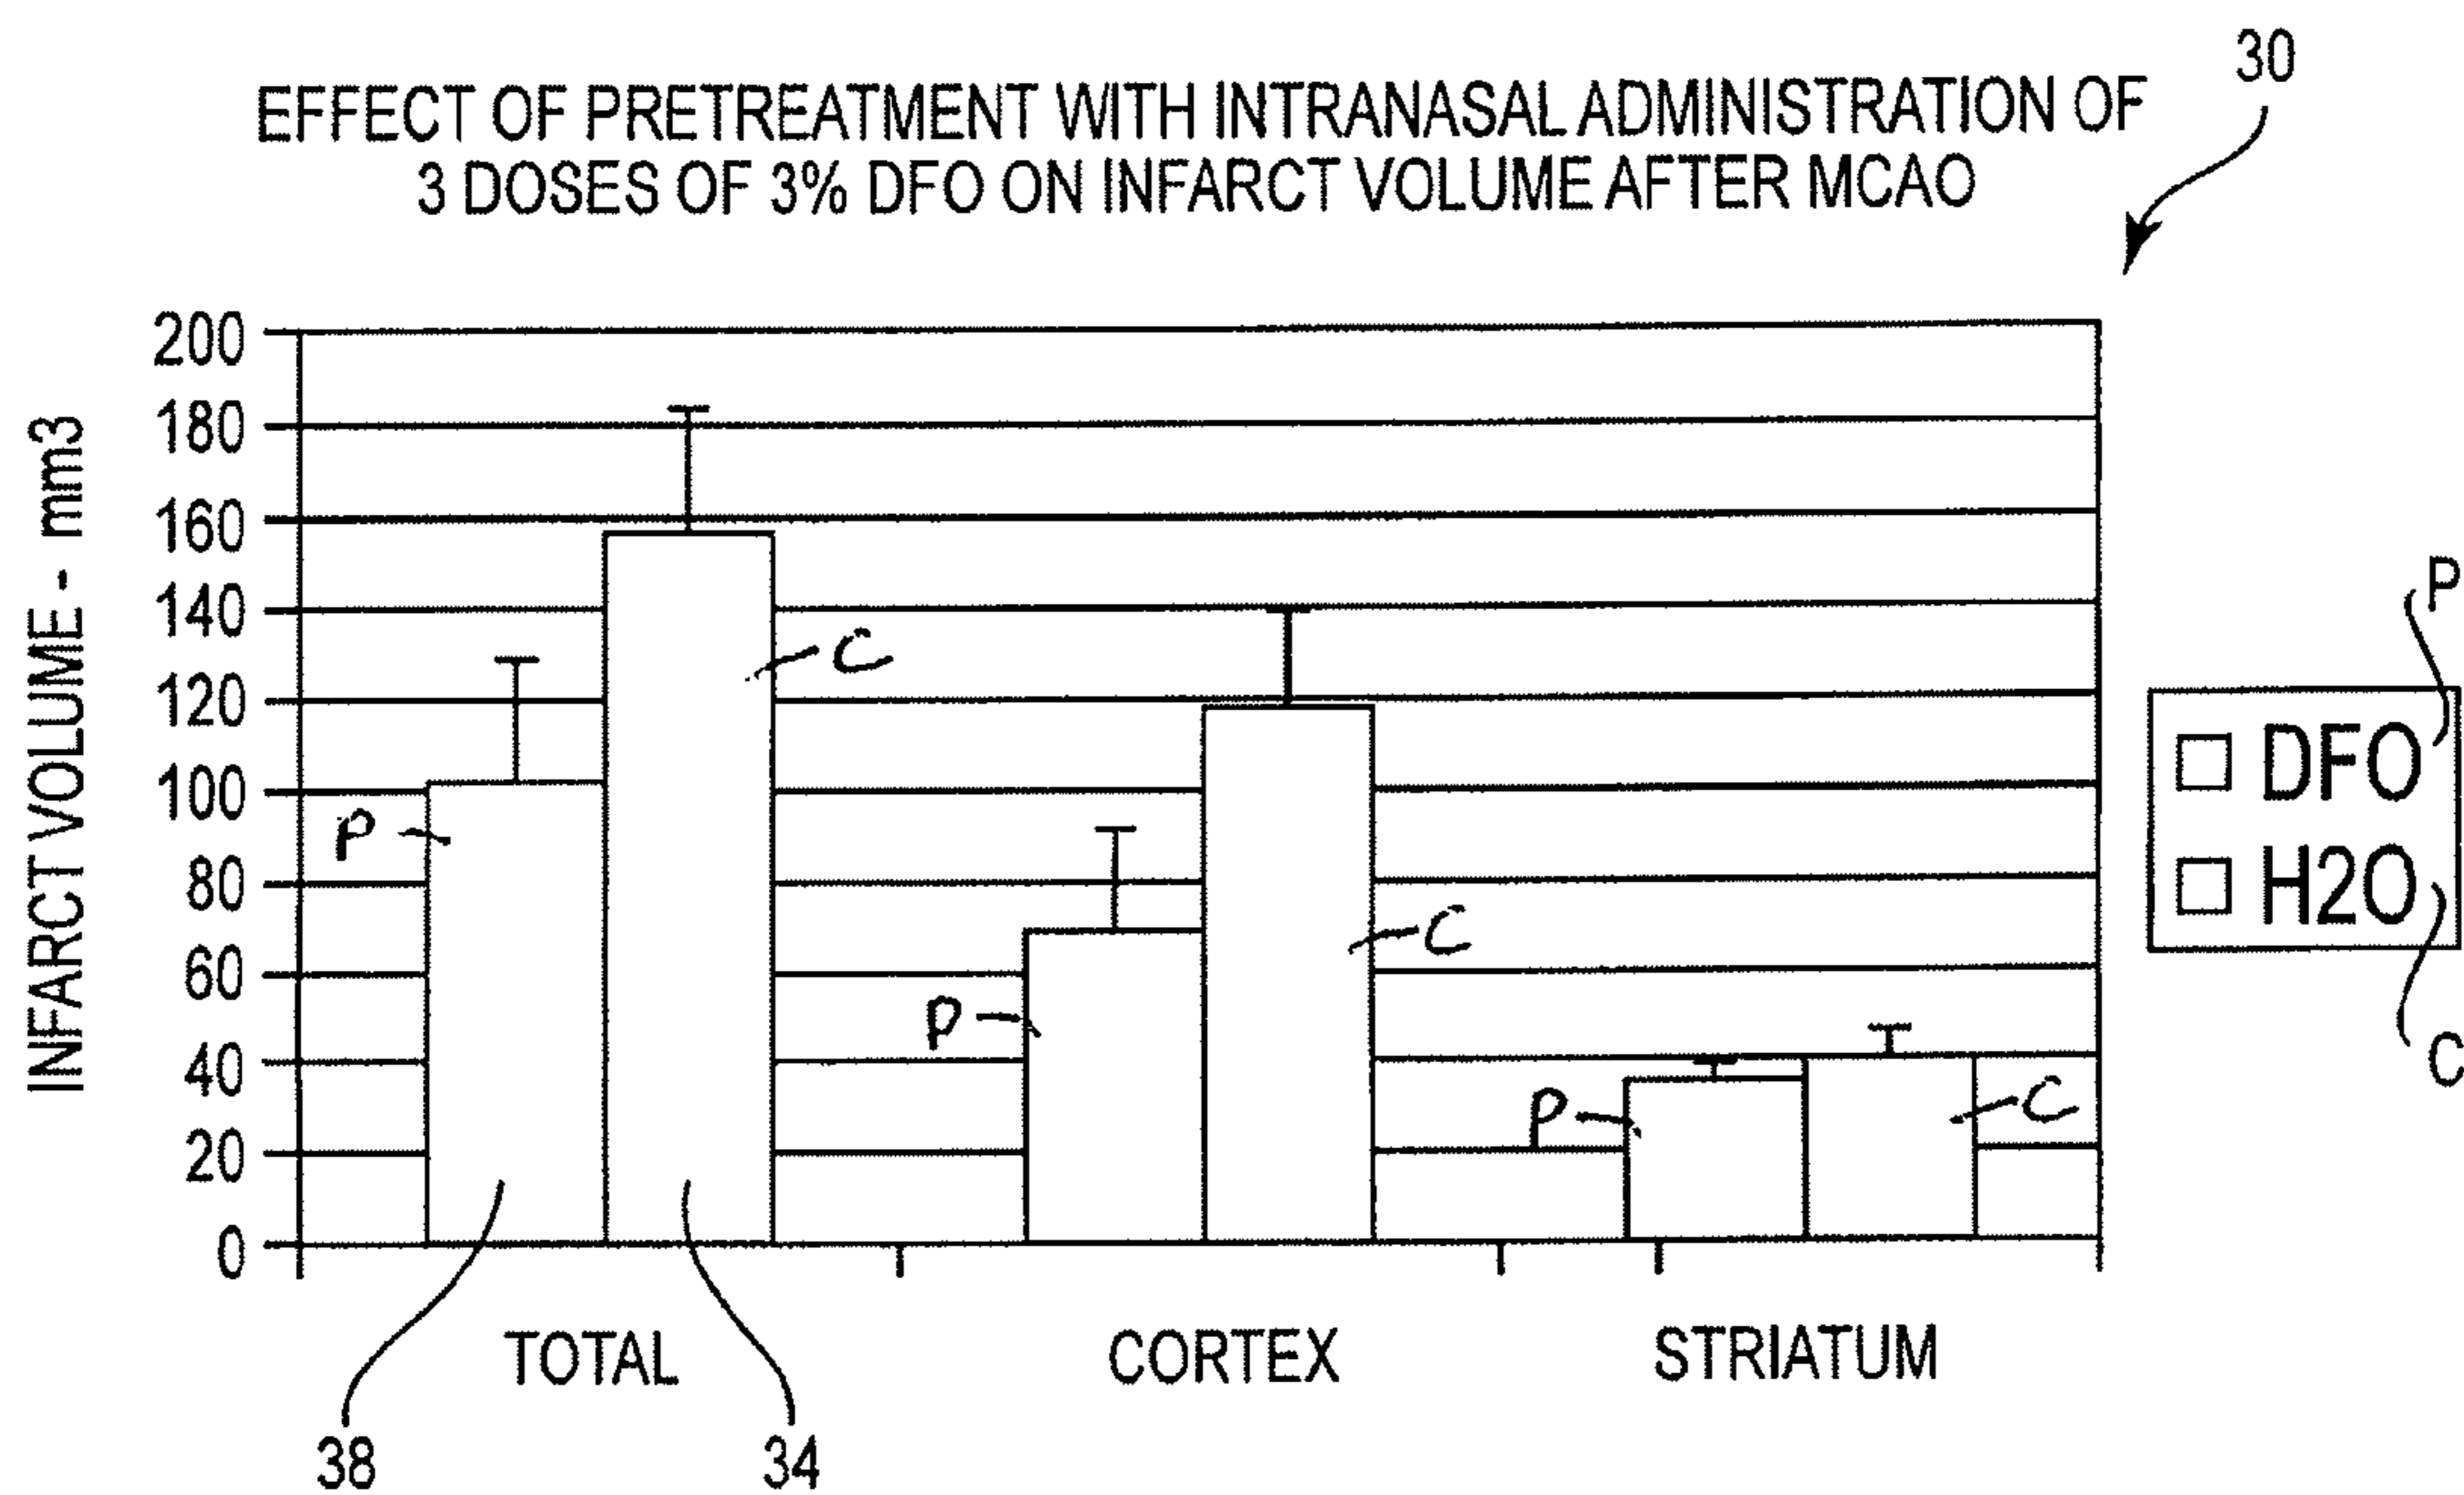 30
EFFECT OF PRETREATMENT WITH INTRANASAL ADMINISTRATION OF
3 DOSES OF 3% DFO ON INFARCT VOLUME AFTER MCAO
INFARCT VOLUME - mm3
200
180
160
140
120
100
80
60
40
20
0
P
C
P
C
P
C
P
DFO
H2O
C
TOTAL
CORTEX
STRIATUM
38
34